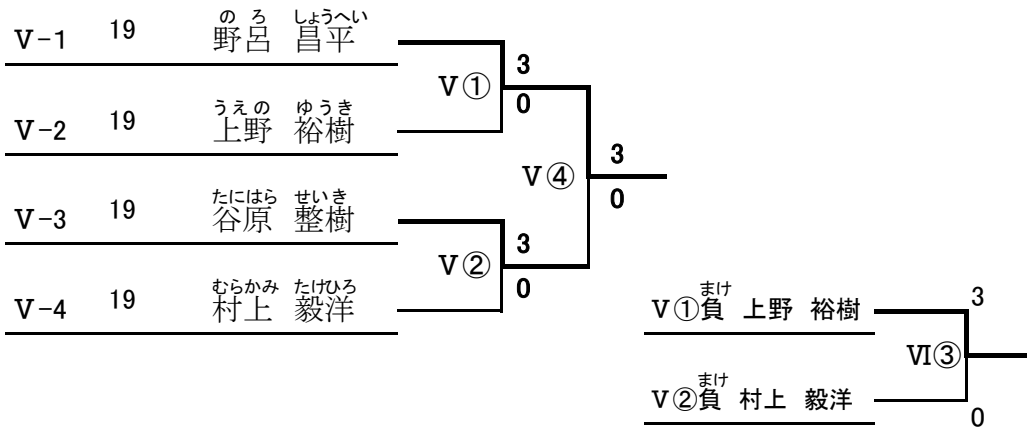 のろ しょうへい
V-1 19 野呂 昌平
3
V①
0
うえの ゆうき
V-2 19 上野 裕樹
3
V④
0
たにはら せいき
V-3 19 谷原 整樹
3
V②
0
むらかみ たけひろ
V-4 19 村上 毅洋
まけ
V①負 上野 裕樹
3
Ⅵ③
まけ
V②負 村上 毅洋
0